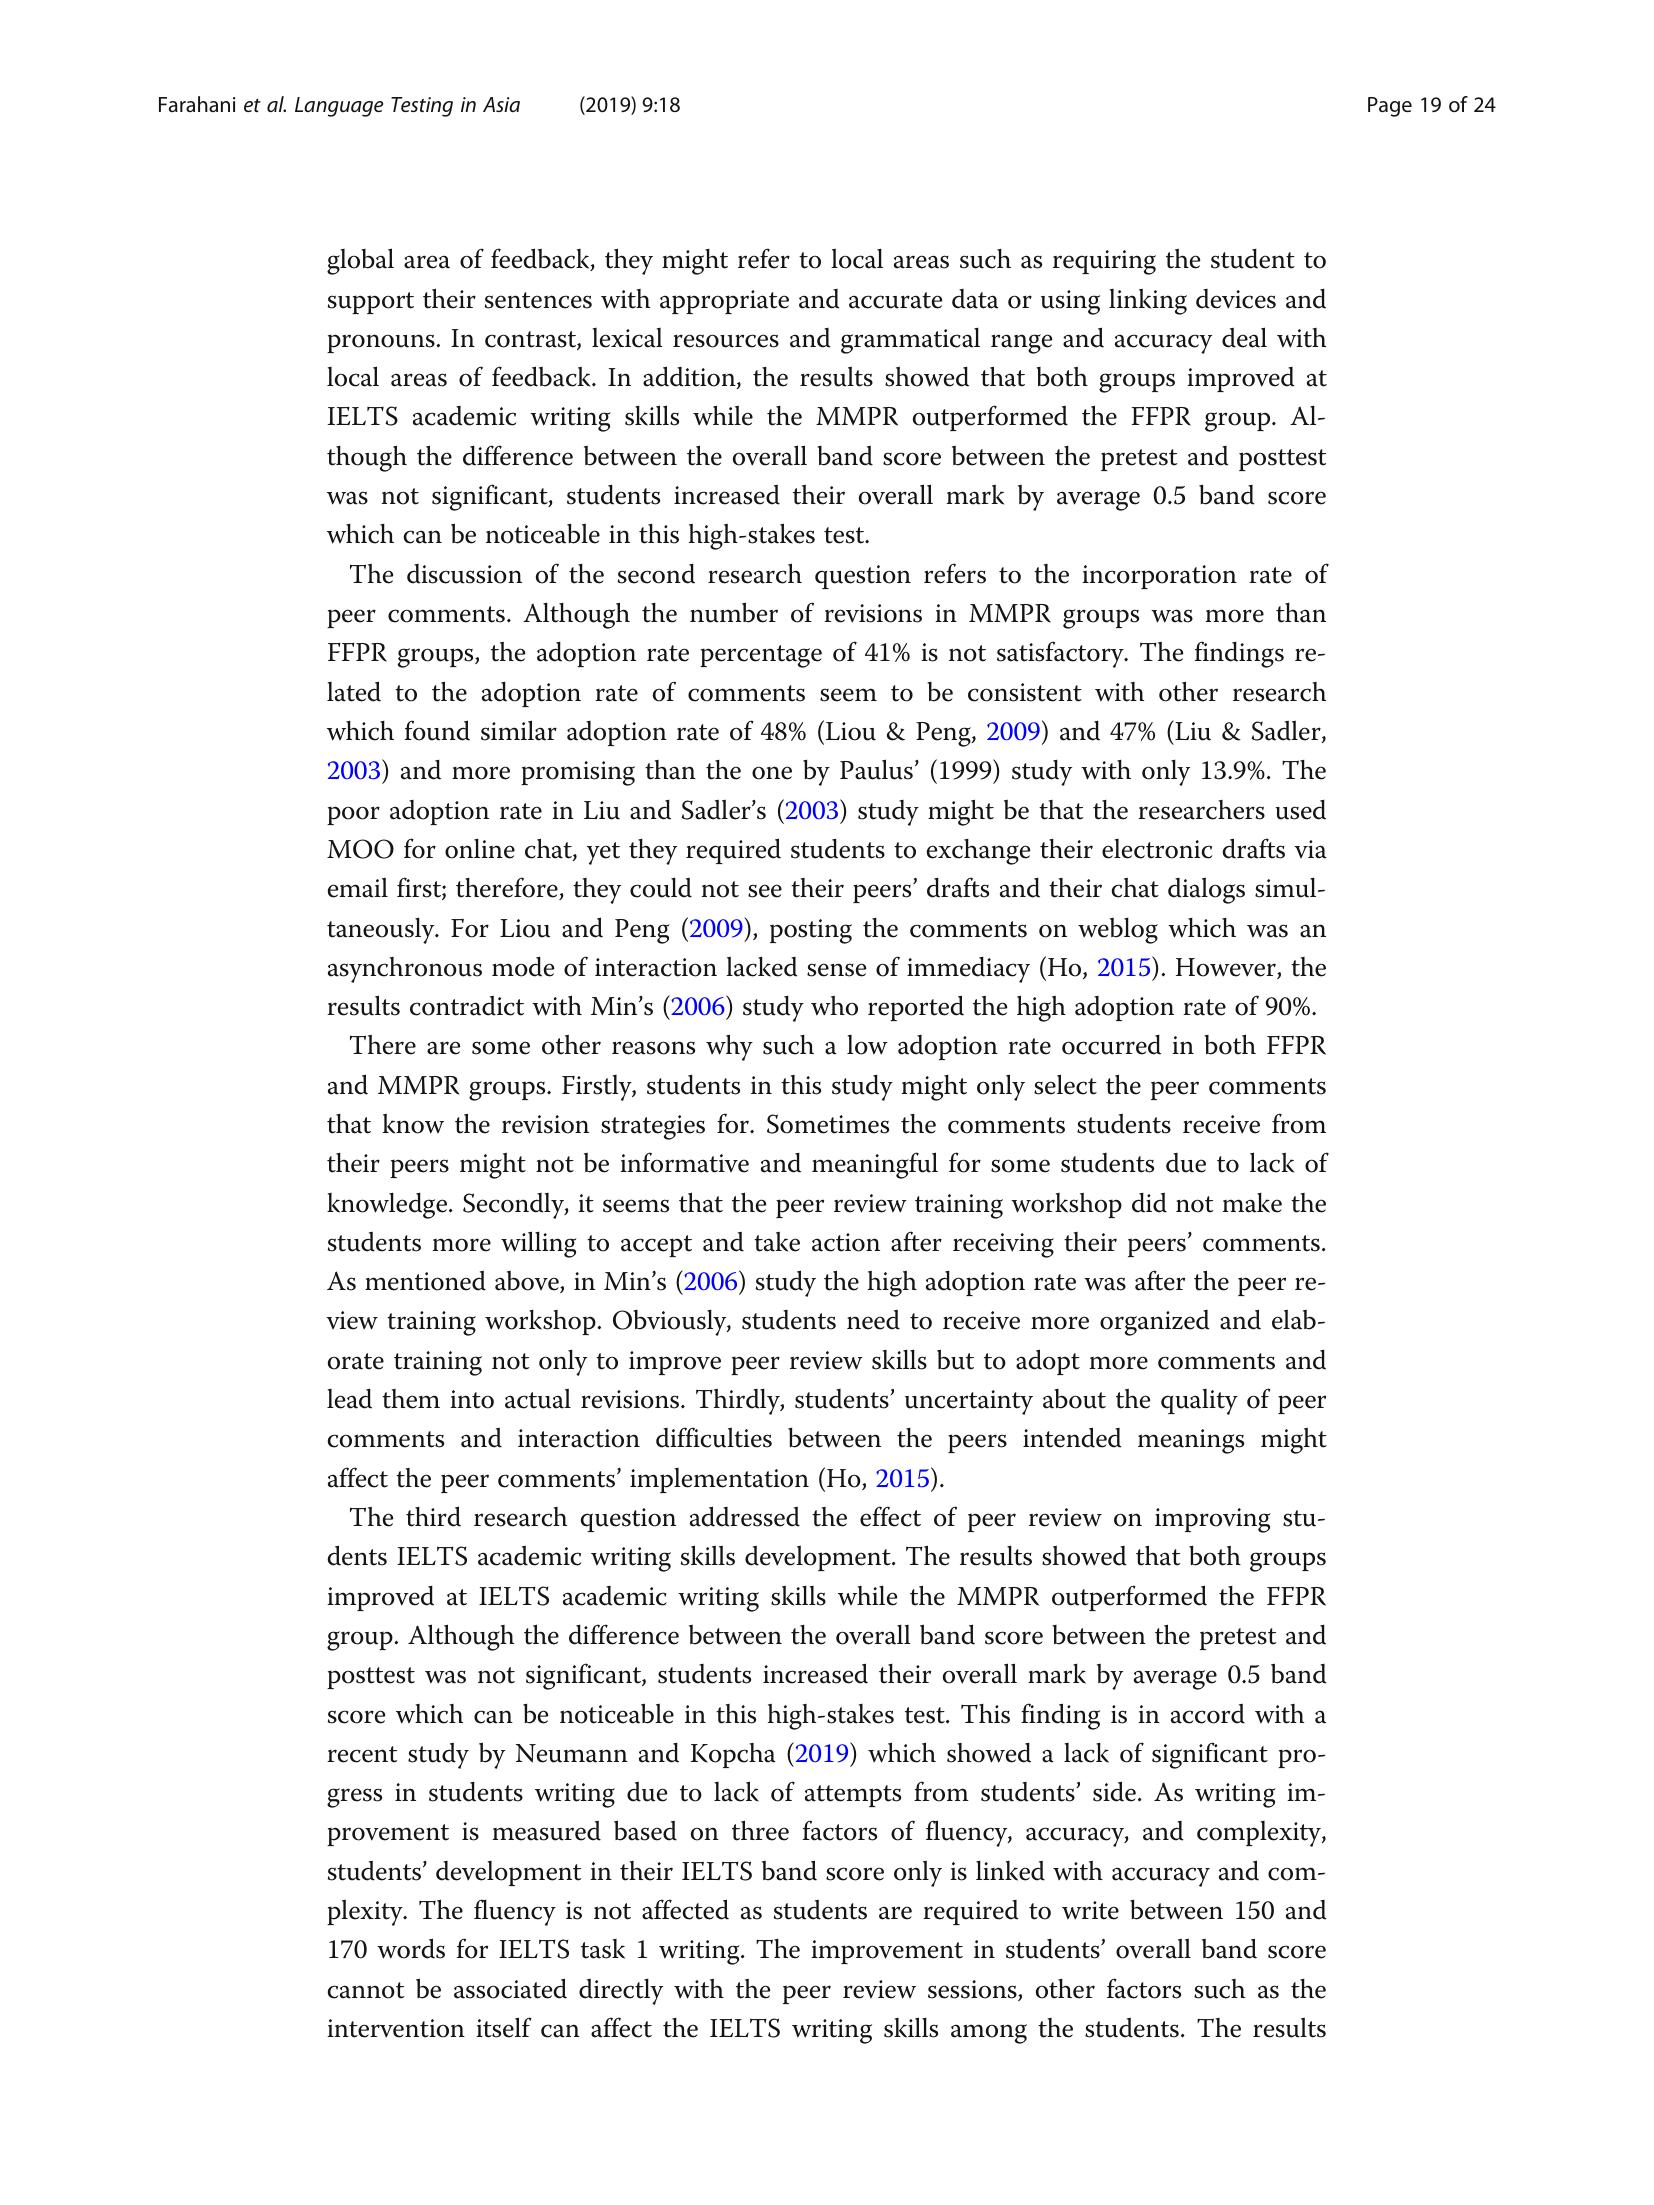 Farahani et al. Language Testing in Asia (2019) 9:18 Page 19 of 24
global area of feedback, they might refer to local areas such as requiring the student to
support their sentences with appropriate and accurate data or using linking devices and
pronouns. In contrast, lexical resources and grammatical range and accuracy deal with
local areas of feedback. In addition, the results showed that both groups improved at
IELTS academic writing skills while the MMPR outperformed the FFPR group. Al-
though the difference between the overall band score between the pretest and posttest
was not significant, students increased their overall mark by average 0.5 band score
which can be noticeable in this high-stakes test.
The discussion of the second research question refers to the incorporation rate of
peer comments. Although the number of revisions in MMPR groups was more than
FFPR groups, the adoption rate percentage of 41% is not satisfactory. The findings re-
lated to the adoption rate of comments seem to be consistent with other research
which found similar adoption rate of 48% (Liou & Peng, 2009) and 47% (Liu & Sadler,
2003) and more promising than the one by Paulus’ (1999) study with only 13.9%. The
poor adoption rate in Liu and Sadler’s (2003) study might be that the researchers used
MOO for online chat, yet they required students to exchange their electronic drafts via
email first; therefore, they could not see their peers’ drafts and their chat dialogs simul-
taneously. For Liou and Peng (2009), posting the comments on weblog which was an
asynchronous mode of interaction lacked sense of immediacy (Ho, 2015). However, the
results contradict with Min’s (2006) study who reported the high adoption rate of 90%.
There are some other reasons why such a low adoption rate occurred in both FFPR
and MMPR groups. Firstly, students in this study might only select the peer comments
that know the revision strategies for. Sometimes the comments students receive from
their peers might not be informative and meaningful for some students due to lack of
knowledge. Secondly, it seems that the peer review training workshop did not make the
students more willing to accept and take action after receiving their peers’ comments.
As mentioned above, in Min’s (2006) study the high adoption rate was after the peer re-
view training workshop. Obviously, students need to receive more organized and elab-
orate training not only to improve peer review skills but to adopt more comments and
lead them into actual revisions. Thirdly, students’ uncertainty about the quality of peer
comments and interaction difficulties between the peers intended meanings might
affect the peer comments’ implementation (Ho, 2015).
The third research question addressed the effect of peer review on improving stu-
dents IELTS academic writing skills development. The results showed that both groups
improved at IELTS academic writing skills while the MMPR outperformed the FFPR
group. Although the difference between the overall band score between the pretest and
posttest was not significant, students increased their overall mark by average 0.5 band
score which can be noticeable in this high-stakes test. This finding is in accord with a
recent study by Neumann and Kopcha (2019) which showed a lack of significant pro-
gress in students writing due to lack of attempts from students’ side. As writing im-
provement is measured based on three factors of fluency, accuracy, and complexity,
students’ development in their IELTS band score only is linked with accuracy and com-
plexity. The fluency is not affected as students are required to write between 150 and
170 words for IELTS task 1 writing. The improvement in students’ overall band score
cannot be associated directly with the peer review sessions, other factors such as the
intervention itself can affect the IELTS writing skills among the students. The results